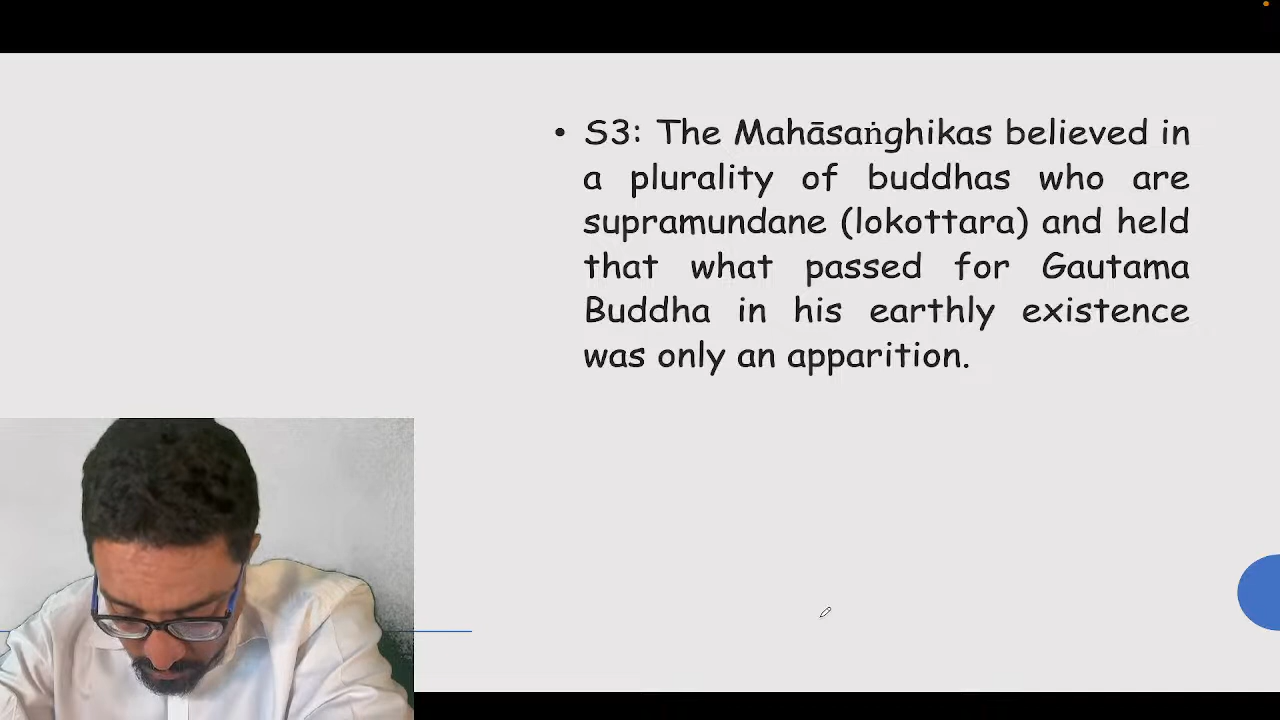 • S3: The Mahāsaṅghikas believed in
a plurality of buddhas who are
supramundane (lokottara) and held
that what passed for Gautama
Buddha in his earthly existence
was only an apparition.